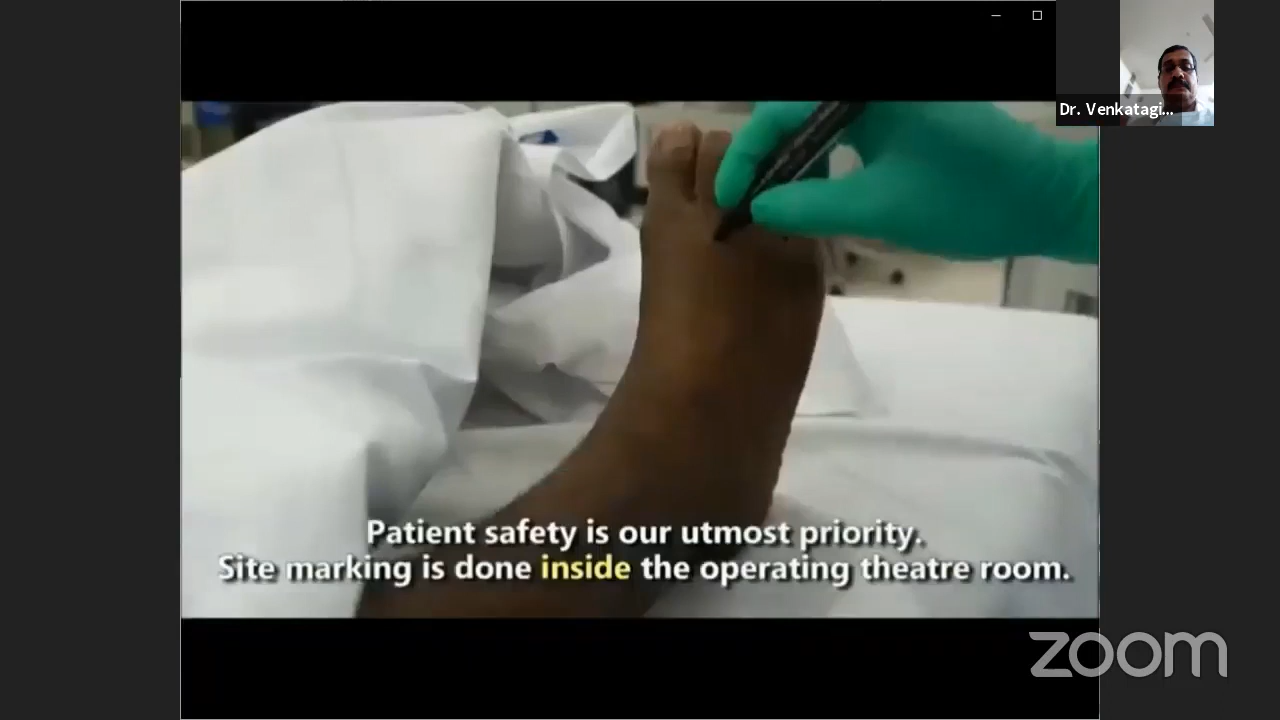 Dr. Venkatagi...
Patient safety is our utmost priority.
Site marking is done inside the operating theatre room.
zoom